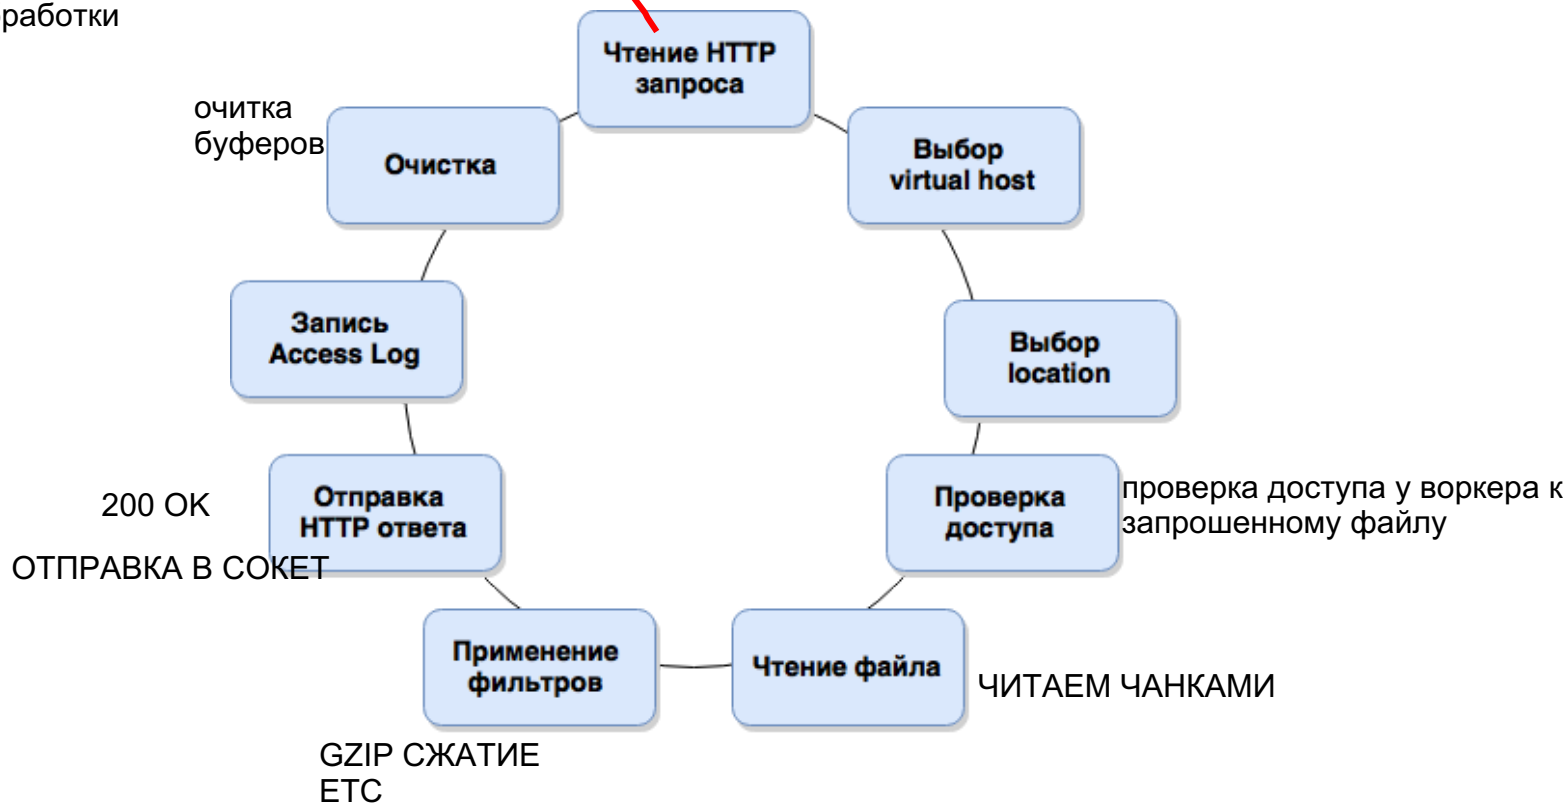 работки
Чтение HTTP
запроса
очитка
буферов
Очистка
Выбор
virtual host
Запись
Access Log
Выбор
location
200 OK
Отправка
HTTP ответа
ОТПРАВКА В СОКЕТ
Проверка
доступа
проверка доступа у воркера к
запрошенному файлу
Применение
фильтров
Чтение файла
ЧИТАЕМ ЧАНКАМИ
GZIP СЖАТИЕ
ETC